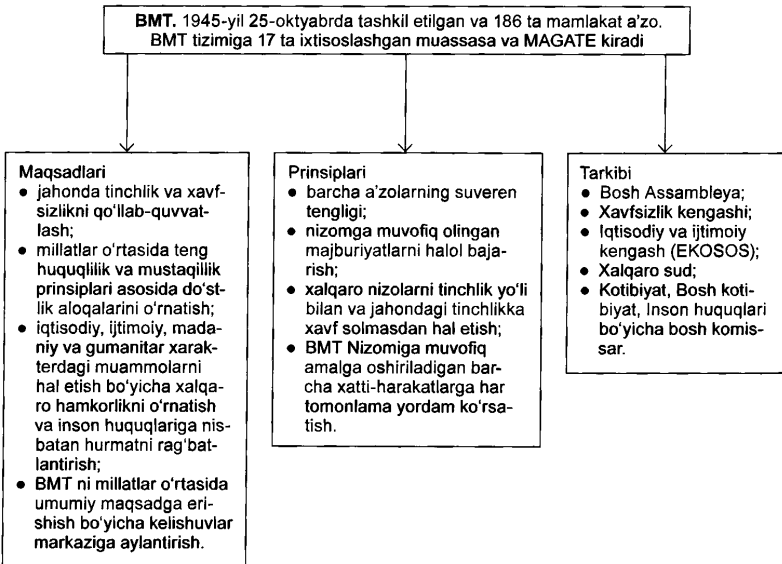 BMT. 1945-yil 25-oktyabrda tashkil etilgan va 186 ta mamlakat a'zo.
BMT tizimiga 17 ta ixtisoslashgan muassasa va MAGATE kiradi
Maqsadlari
• jahonda tinchlik va xavf-
sizlikni qo'llab-quvvat-
lash;
• millatlar o'rtasida teng
huquqlilik va mustaqillik
prinsiplari asosida do'st-
lik aloqalarini o'rnatish;
• iqtisodiy, ijtimoiy, mada-
niy va gumanitar xarak-
terdagi muammolarni
hal etish bo'yicha xalqa-
ro hamkorlikni o'rnatish
va inson huquqlariga nis-
batan hurmatni rag'bat-
lantirish;
• BMT ni millatlar o'rtasida
umumiy maqsadga eri-
shish bo'yicha kelishuvlar
markaziga aylantirish.
Prinsiplari
• barcha a'zolarning suveren
tengligi;
• nizomga muvofiq olingan
majburiyatlarni halol baja-
rish;
• xalqaro nizolarni tinchlik yo'li
bilan va jahondagi tinchlikka
xavf solmasdan hal etish;
• BMT Nizomiga muvofiq
amalga oshiriladigan bar-
cha xatti-harakatlarga har
tomonlama yordam ko'rsa-
tish.
Tarkibi
• Bosh Assambleya;
• Xavfsizlik kengashi;
• Iqtisodiy va ijtimoiy
kengash (EKOSOS);
• Xalqaro sud;
• Kotibiyat, Bosh koti-
biyat, Inson huquqlari
bo'yicha bosh komis-
sar.